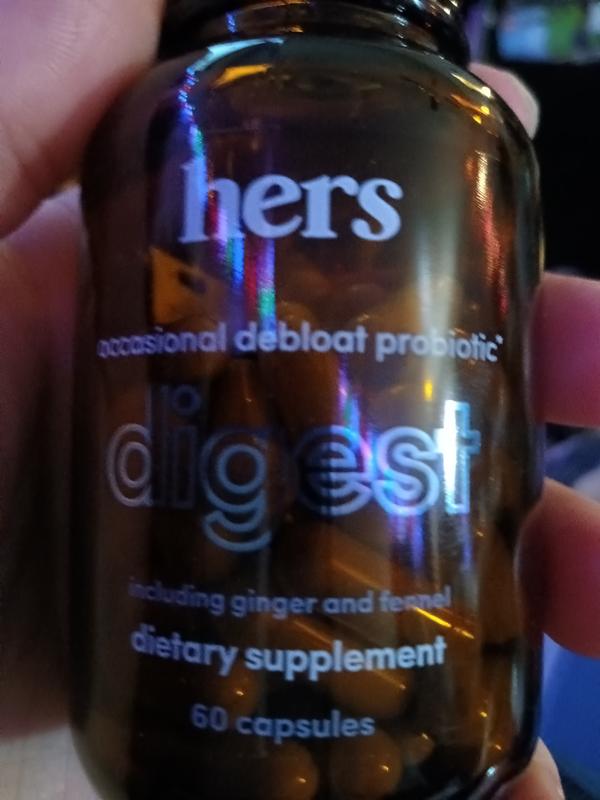 hers
occasional debloat probiotic*
digest
including ginger and fennel
dietary supplement
60 capsules